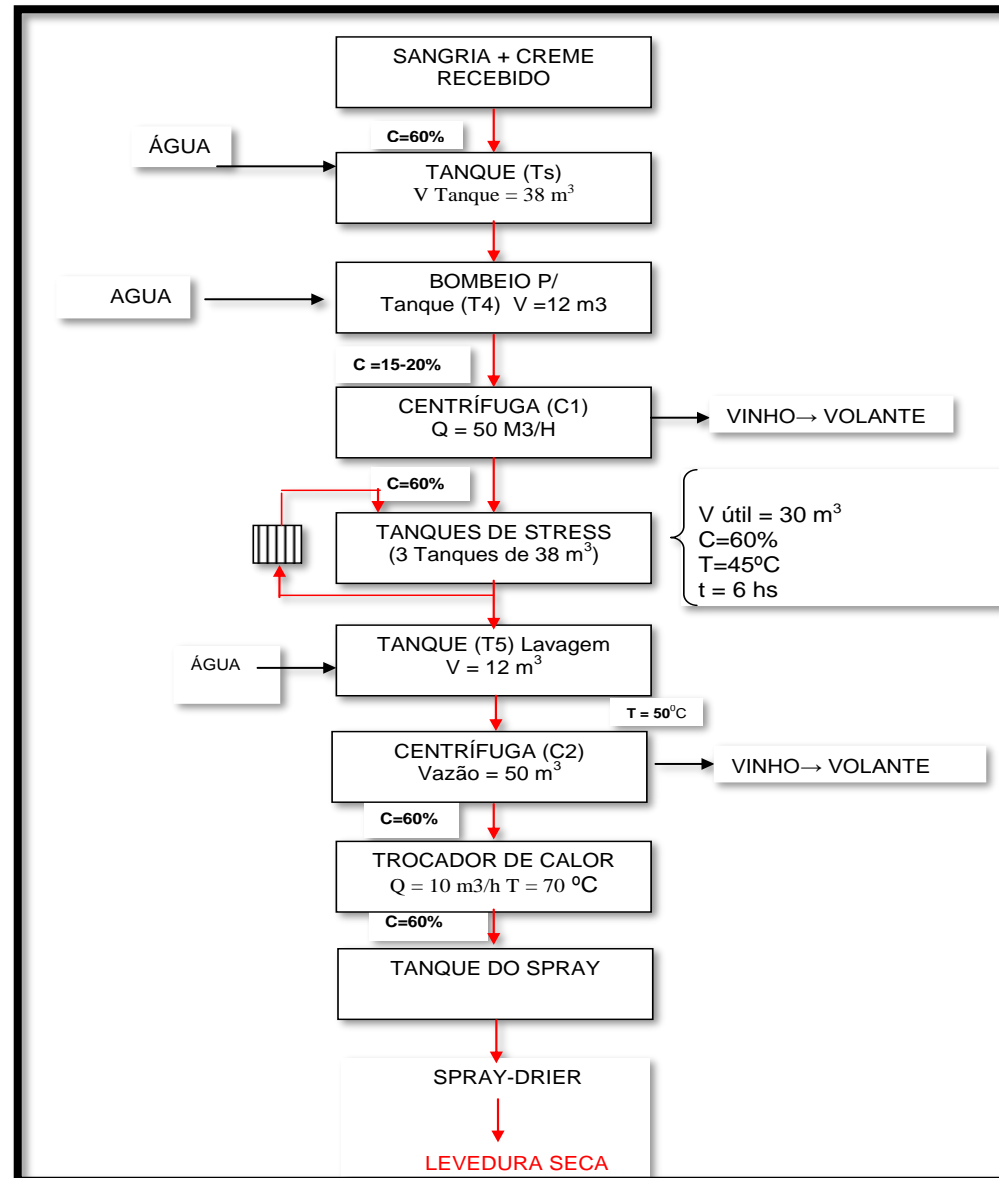 SANGRIA + CREME
RECEBIDO
C=60%
ÁGUA
TANQUE (Ts)
V Tanque = 38 m³
BOMBEIO P/
Tanque (T4) V =12 m3
AGUA
C =15-20%
CENTRÍFUGA (C1)
Q = 50 M3/H
VINHO→ VOLANTE
C=60%
TANQUES DE STRESS
(3 Tanques de 38 m³)
V útil = 30 m³
C=60%
T=45ºC
t = 6 hs
TANQUE (T5) Lavagem
V = 12 m³
ÁGUA
T = 50⁰C
CENTRÍFUGA (C2)
Vazão = 50 m³
VINHO→ VOLANTE
C=60%
TROCADOR DE CALOR
Q = 10 m3/h T = 70 ºC
C=60%
TANQUE DO SPRAY
SPRAY-DRIER
LEVEDURA SECA